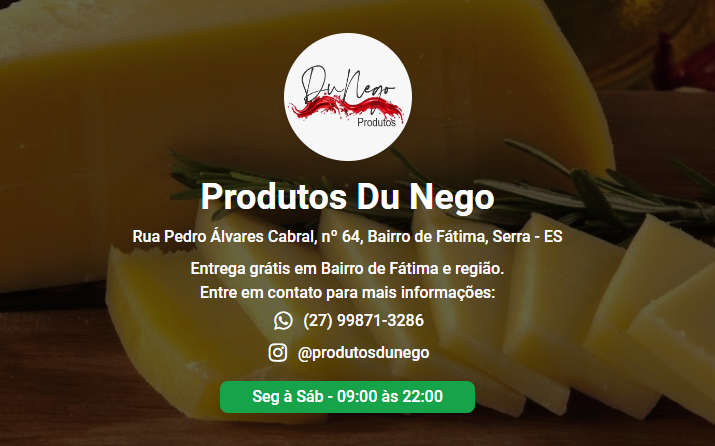 Du Nego
Produtos
Produtos Du Nego
Rua Pedro Álvares Cabral, nº 64, Bairro de Fátima, Serra - ES
Entrega grátis em Bairro de Fátima e região.
Entre em contato para mais informações:
(27) 99871-3286
@produtosdunego
Seg à Sáb - 09:00 às 22:00